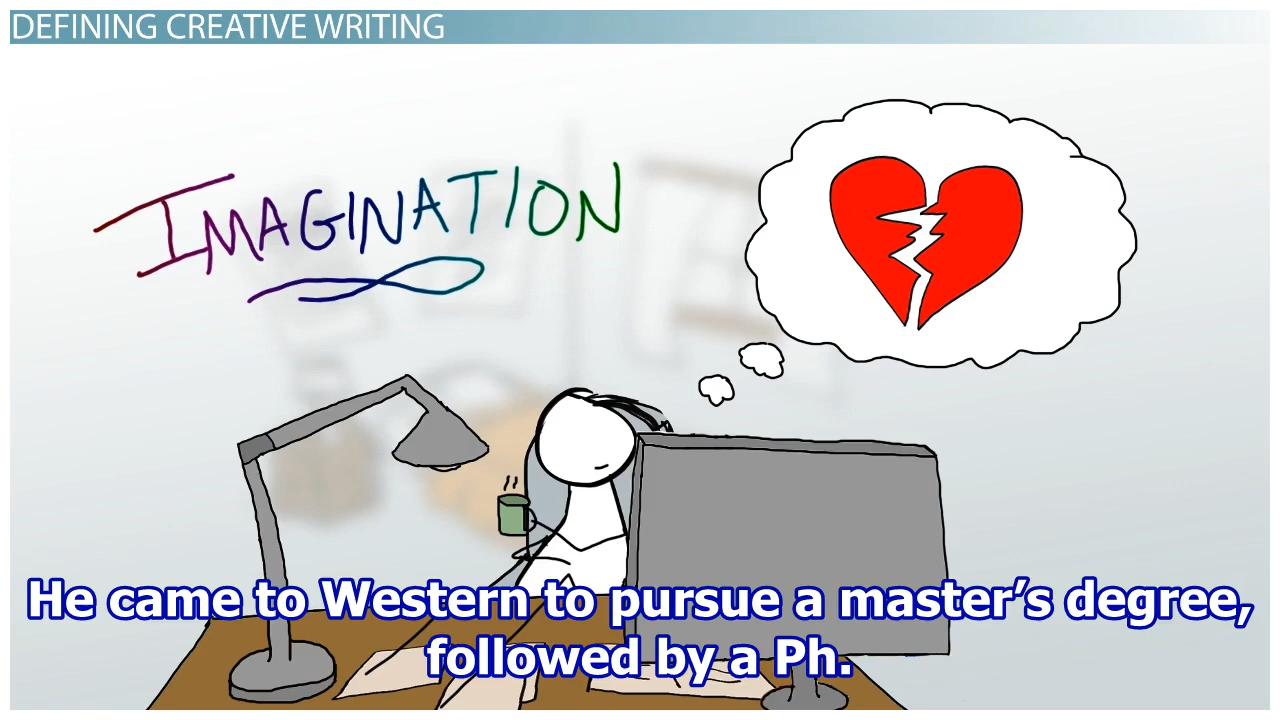 DEFINING CREATIVE WRITING
IMAGINATION
He came to Western to pursue a master’s degree,
followed by a Ph.